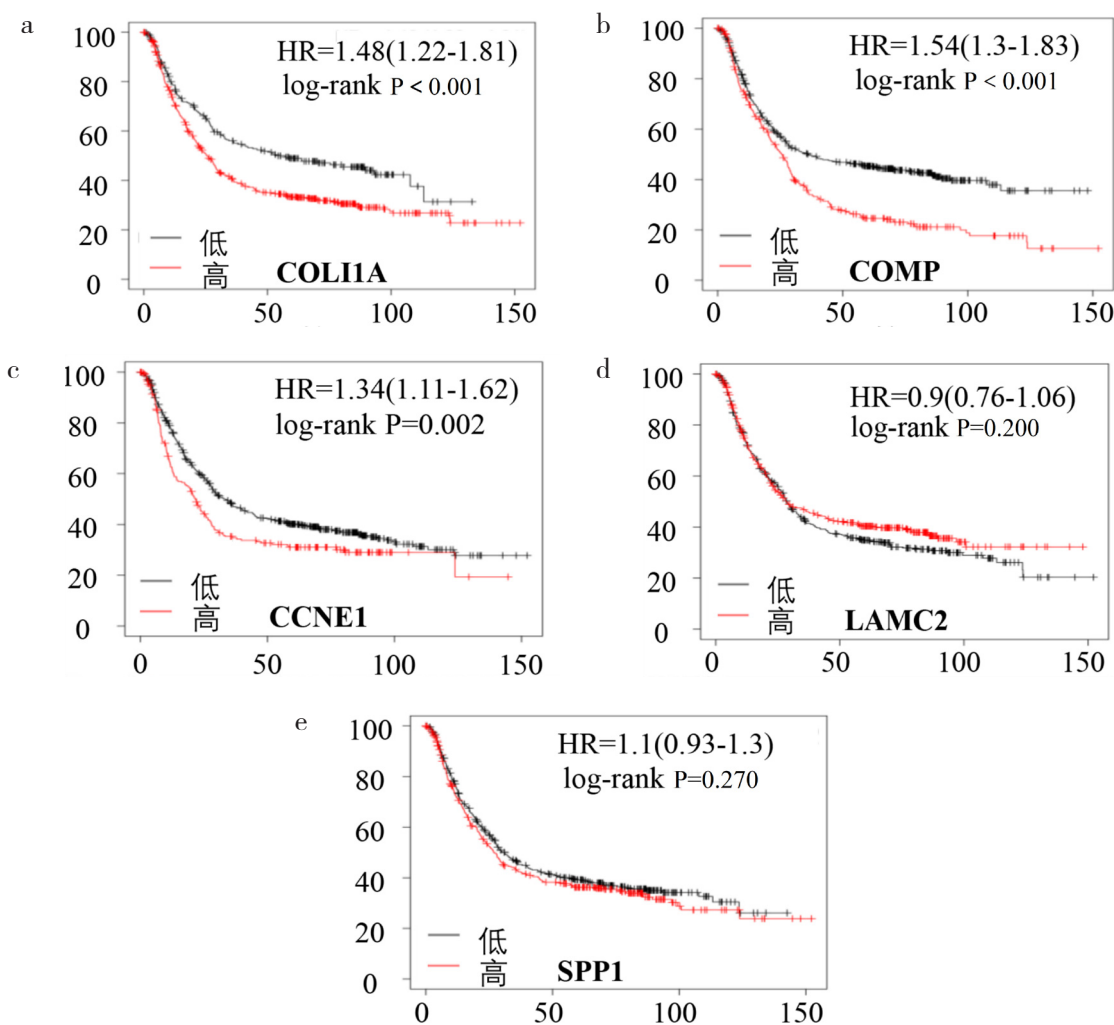 a
HR=1.48(1.22-1.81)
log-rank P < 0.001
100
80
60
40
20
0
低
高
COLI1A
0
50
100
150
b
HR=1.54(1.3-1.83)
log-rank P < 0.001
100
80
60
40
20
0
低
高
COMP
0
50
100
150
c
HR=1.34(1.11-1.62)
log-rank P=0.002
100
80
60
40
20
0
低
高
CCNE1
0
50
100
150
d
HR=0.9(0.76-1.06)
log-rank P=0.200
100
80
60
40
20
0
低
高
LAMC2
0
50
100
150
e
HR=1.1(0.93-1.3)
log-rank P=0.270
100
80
60
40
20
0
低
高
SPP1
0
50
100
150